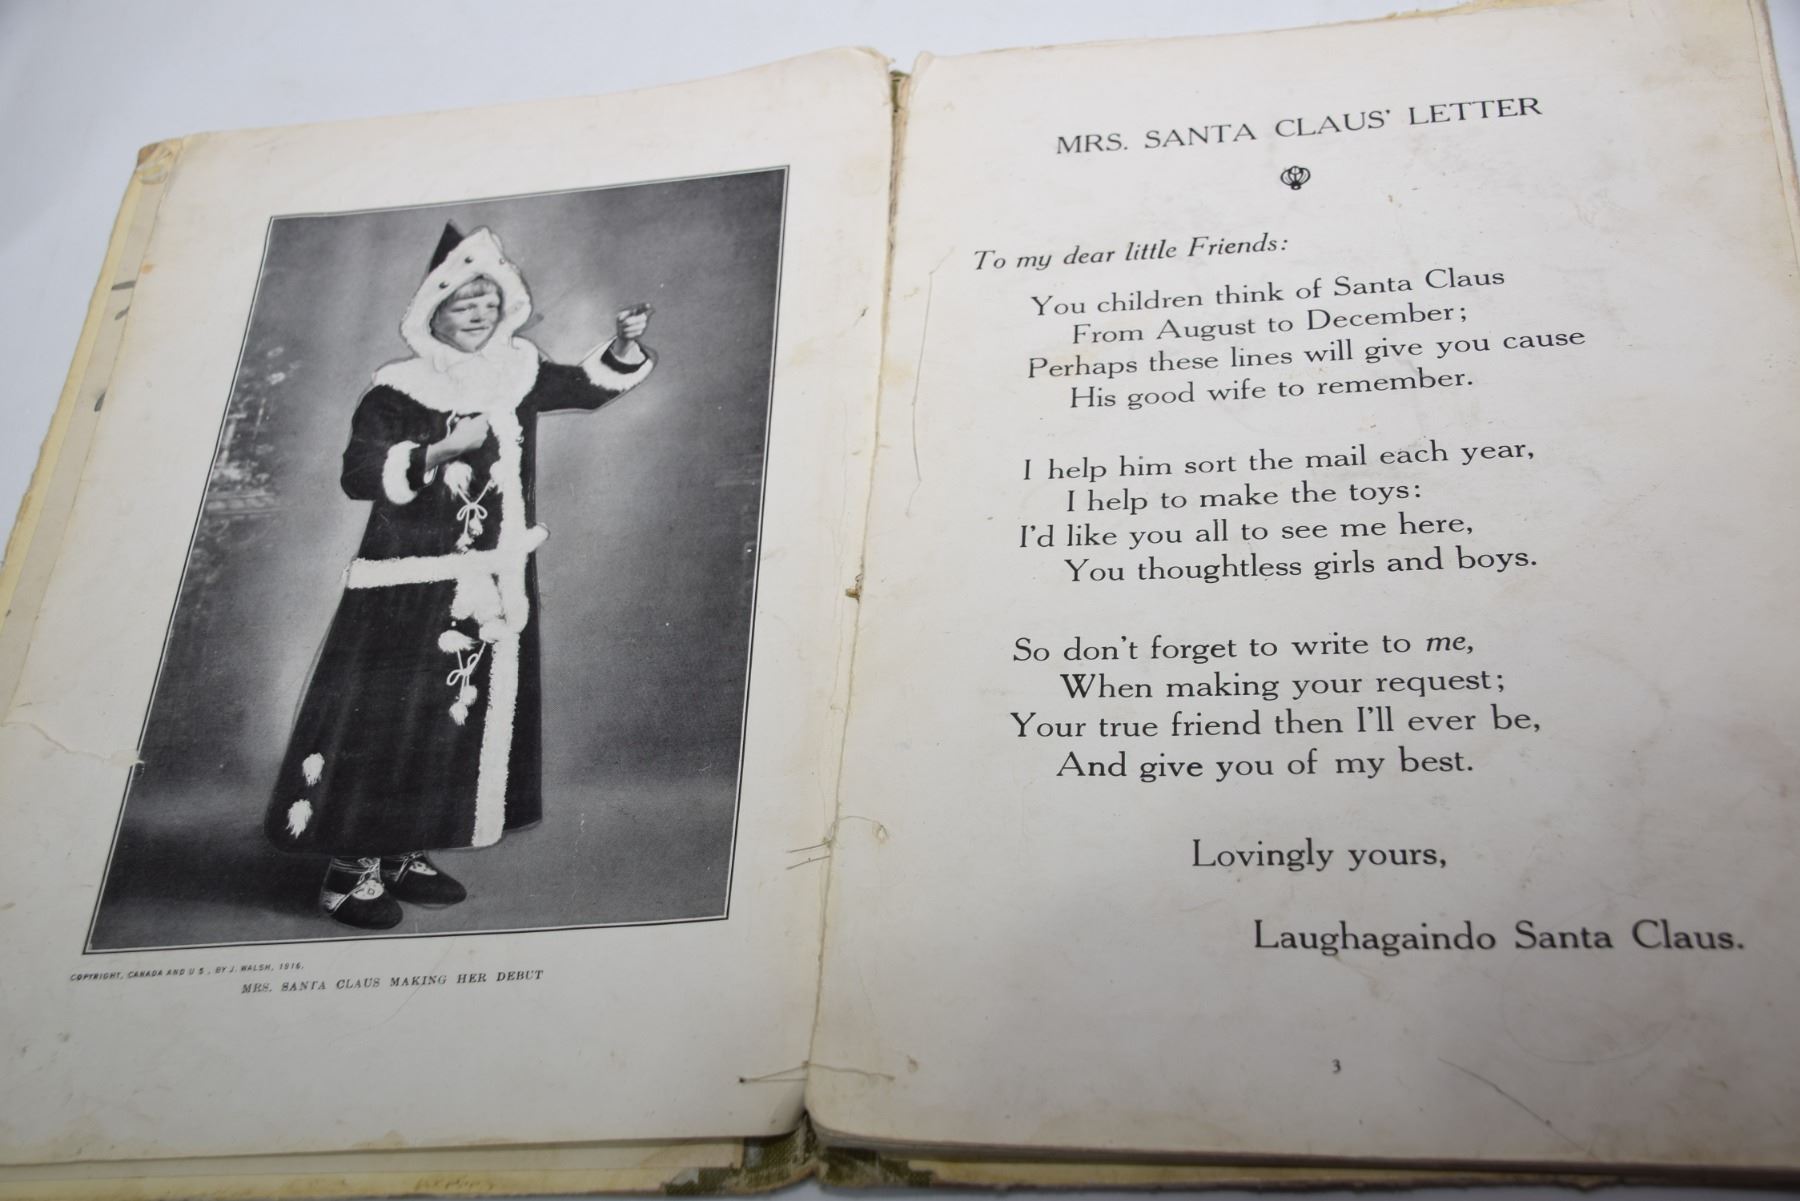 COPYRIGHT, CANADA AND U S, BY J. WALSH, 1916.
MRS. SANTA CLAUS MAKING HER DEBUT
MRS. SANTA CLAUS' LETTER
To my dear little Friends:
You children think of Santa Claus
From August to December;
Perhaps these lines will give you cause
His good wife to remember.
I help him sort the mail each year,
I help to make the toys:
I'd like you all to see me here,
You thoughtless girls and boys.
So don't forget to write to me,
When making your request;
Your true friend then I'll ever be,
And give you of my best.
Lovingly yours,
Laughagaindo Santa Claus.
3